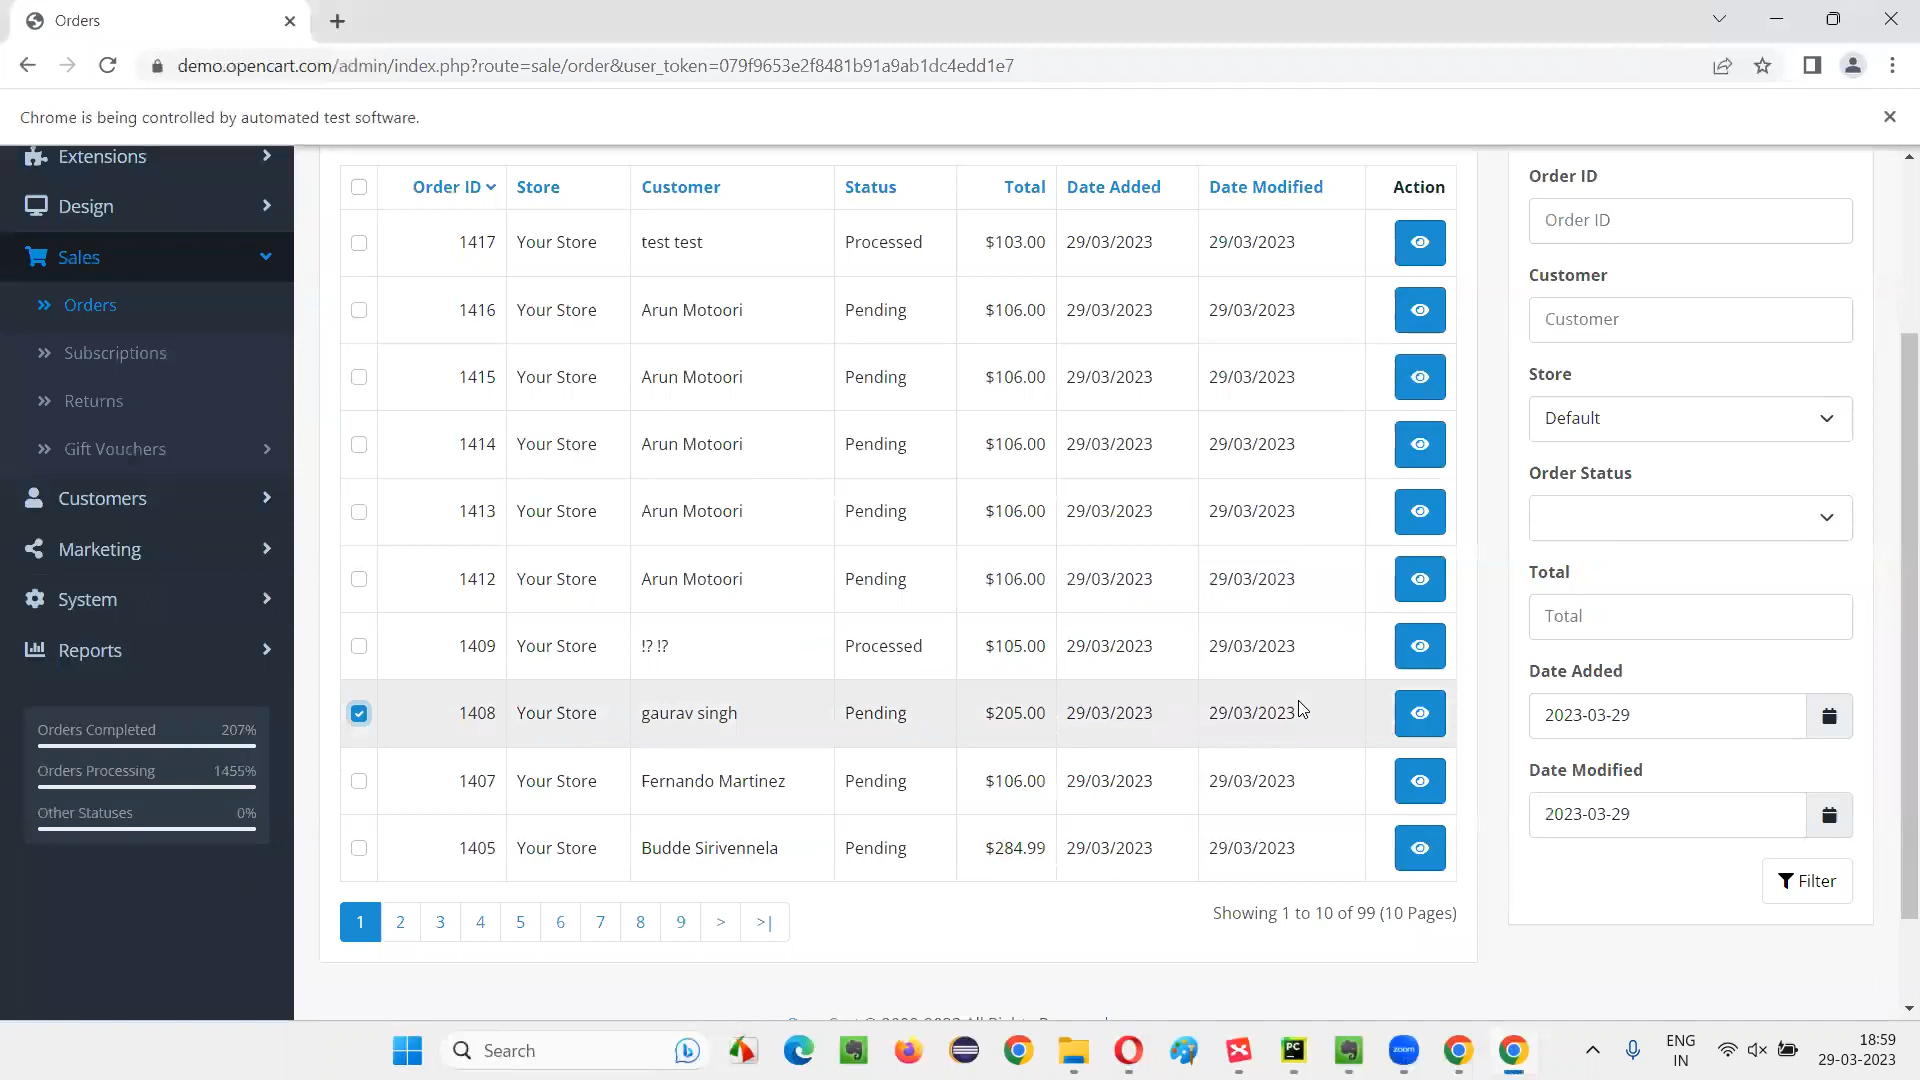 Orders
demo.opencart.com/admin/index.php?route=sale/order&user_token=079f9653e2f8481b91a9ab1dc4edd1e7
Chrome is being controlled by automated test software.
Extensions
Design
Sales
Orders
Subscriptions
Returns
Gift Vouchers
Customers
Marketing
System
Reports
Orders Completed 207%
Orders Processing 1455%
Other Statuses 0%
Order ID Store Customer Status Total Date Added Date Modified Action
1417 Your Store test test Processed $103.00 29/03/2023 29/03/2023
1416 Your Store Arun Motoori Pending $106.00 29/03/2023 29/03/2023
1415 Your Store Arun Motoori Pending $106.00 29/03/2023 29/03/2023
1414 Your Store Arun Motoori Pending $106.00 29/03/2023 29/03/2023
1413 Your Store Arun Motoori Pending $106.00 29/03/2023 29/03/2023
1412 Your Store Arun Motoori Pending $106.00 29/03/2023 29/03/2023
1409 Your Store !? !? Processed $105.00 29/03/2023 29/03/2023
1408 Your Store gaurav singh Pending $205.00 29/03/2023 29/03/2023
1407 Your Store Fernando Martinez Pending $106.00 29/03/2023 29/03/2023
1405 Your Store Budde Sirivennela Pending $284.99 29/03/2023 29/03/2023
1 2 3 4 5 6 7 8 9 > >|
Showing 1 to 10 of 99 (10 Pages)
Order ID
Order ID
Customer
Customer
Store
Default
Order Status
Total
Total
Date Added
2023-03-29
Date Modified
2023-03-29
Filter
Search
PC
zoom
ENG
IN
18:59
29-03-2023